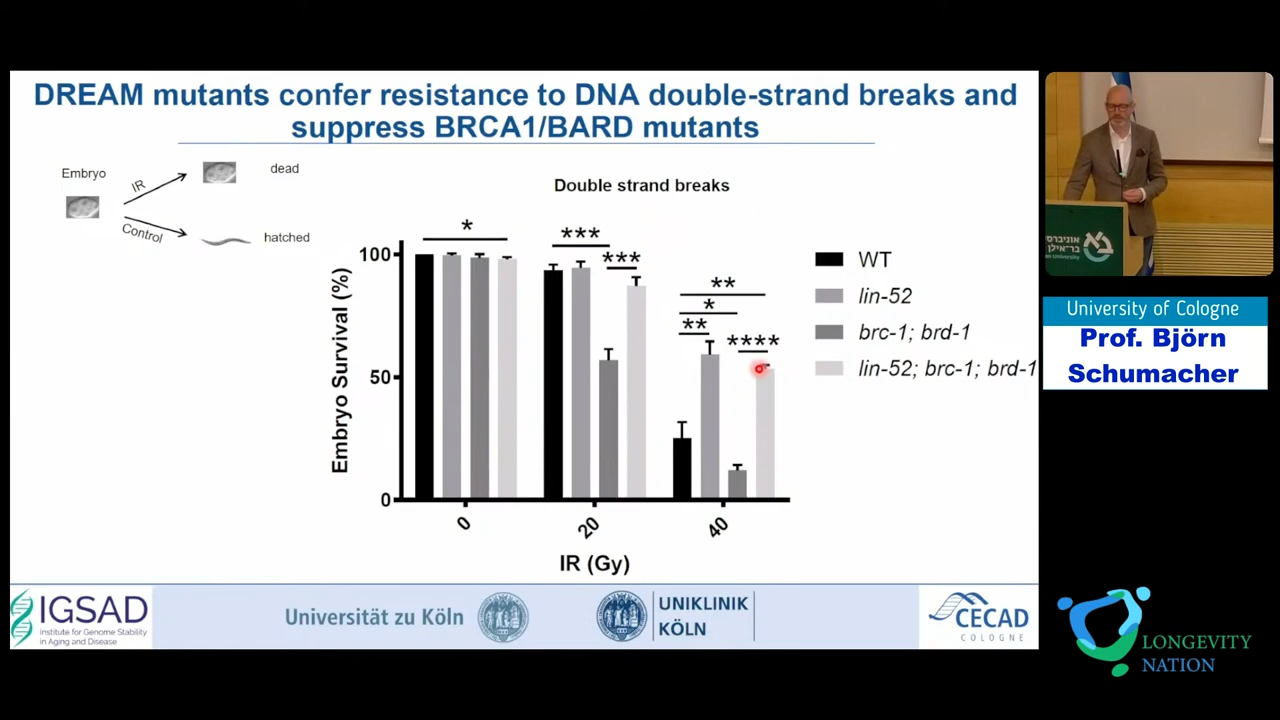 DREAM mutants confer resistance to DNA double-strand breaks and
suppress BRCA1/BARD mutants
Embryo
IR
dead
Control
hatched
Double strand breaks
*
***
***
**
*
**
****
100
50
0
Embryo Survival (%)
0
20
40
IR (Gy)
WT
lin-52
brc-1; brd-1
lin-52; brc-1; brd-1
IGSAD
Institute for Genome Stability
in Aging and Disease
Universität zu Köln
UNIKLINIK
KÖLN
CECAD
COLOGNE
University of Cologne
Prof. Björn
Schumacher
LONGEVITY
NATION